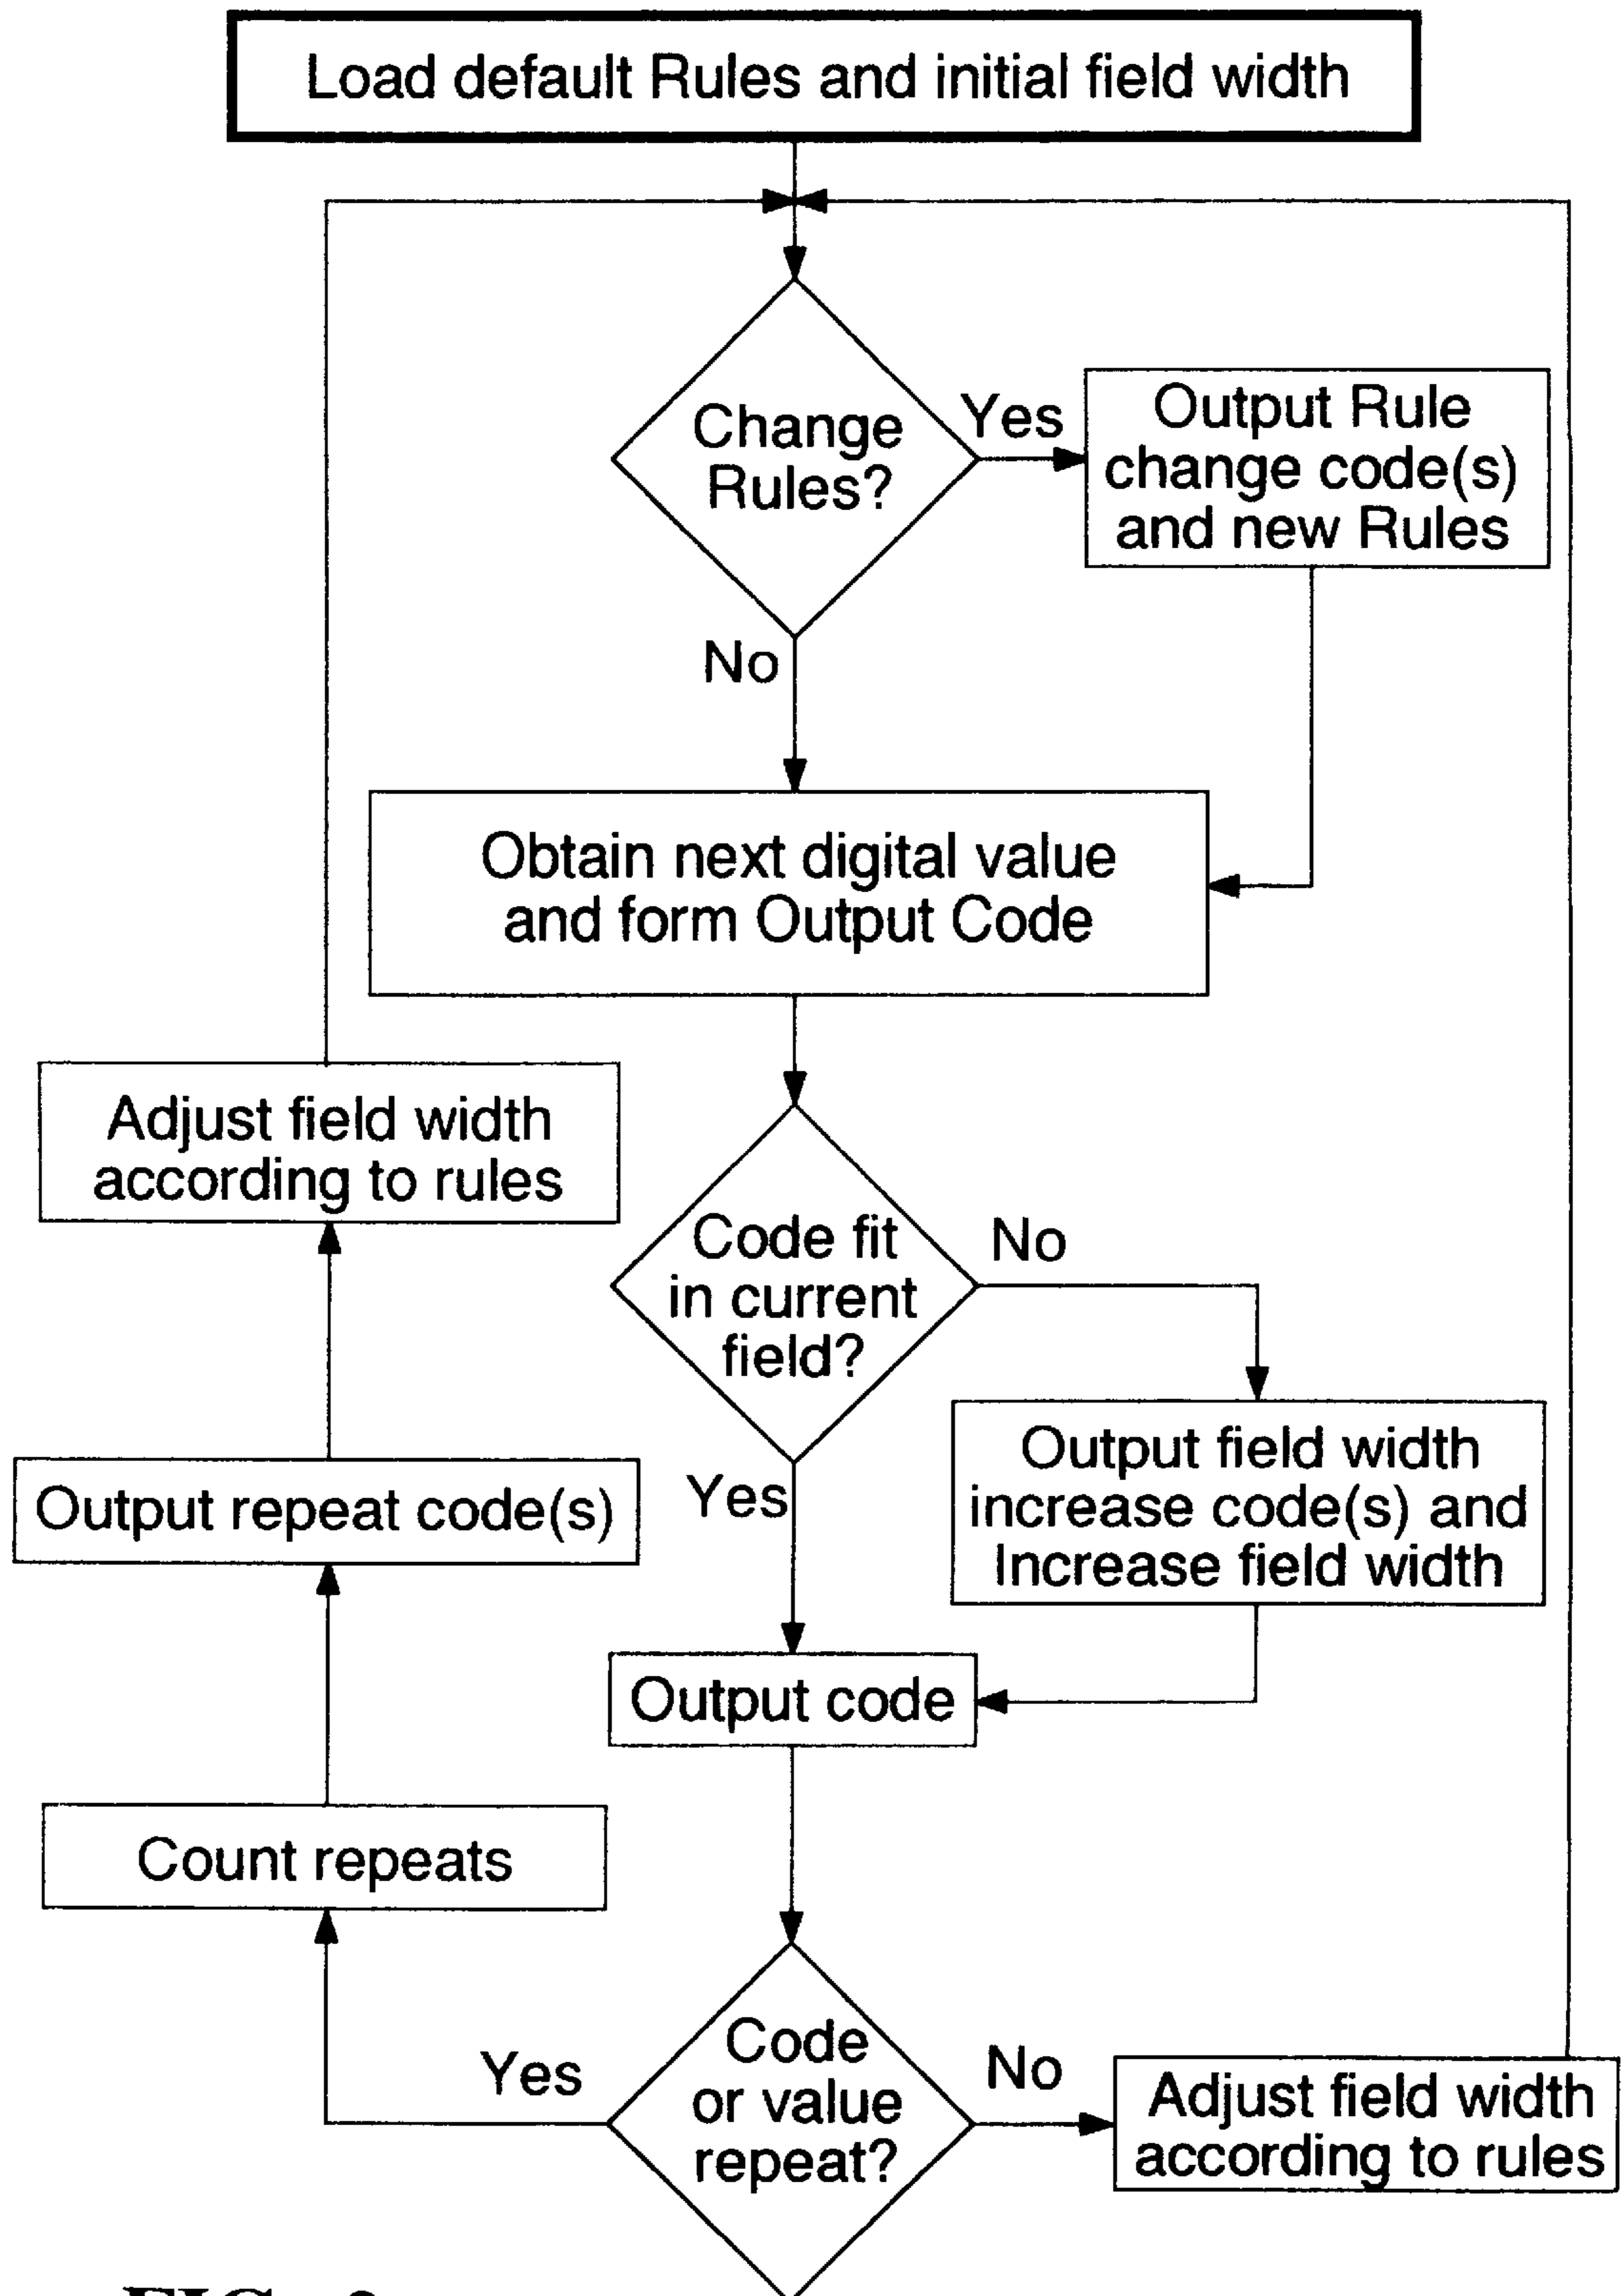 Load default Rules and initial field width
Change
Rules?
Yes
Output Rule
change code(s)
and new Rules
No
Obtain next digital value
and form Output Code
Adjust field width
according to rules
Code fit
in current
field?
No
Output field width
increase code(s) and
Increase field width
Yes
Output repeat code(s)
Output code
Count repeats
Code
or value
repeat?
Yes
No
Adjust field width
according to rules